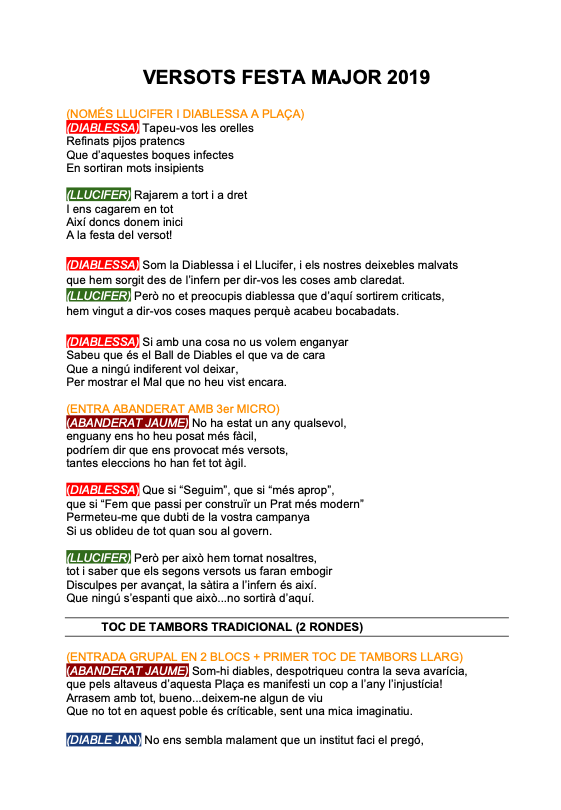 VERSOTS FESTA MAJOR 2019
(NOMÉS LLUCIFER I DIABLESSA A PLAÇA)
(DIABLESSA) Tapeu-vos les orelles
Refinats pijos pratencs
Que d’aquestes boques infectes
En sortiran mots insipients
(LLUCIFER) Rajarem a tort i a dret
I ens cagarem en tot
Així doncs donem inici
A la festa del versot!
(DIABLESSA) Som la Diablessa i el Llucifer, i els nostres deixebles malvats
que hem sorgit des de l’infern per dir-vos les coses amb claredat.
(LLUCIFER) Però no et preocupis diablessa que d’aquí sortirem criticats,
hem vingut a dir-vos coses maques perquè acabeu bocabadats.
(DIABLESSA) Si amb una cosa no us volem enganyar
Sabeu que és el Ball de Diables el que va de cara
Que a ningú indiferent vol deixar,
Per mostrar el Mal que no heu vist encara.
(ENTRA ABANDERAT AMB 3er MICRO)
(ABANDERAT JAUME) No ha estat un any qualsevol,
enguany ens ho heu posat més fàcil,
podríem dir que ens provocat més versots,
tantes eleccions ho han fet tot àgil.
(DIABLESSA) Que si “Seguim”, que si “més aprop”,
que si “Fem que passi per construïr un Prat més modern”
Permeteu-me que dubti de la vostra campanya
Si us oblideu de tot quan sou al govern.
(LLUCIFER) Però per això hem tornat nosaltres,
tot i saber que els segons versots us faran embogir
Disculpes per avançat, la sàtira a l’infern és així.
Que ningú s’espanti que això...no sortirà d’aquí.
TOC DE TAMBORS TRADICIONAL (2 RONDES)
(ENTRADA GRUPAL EN 2 BLOCS + PRIMER TOC DE TAMBORS LLARG)
(ABANDERAT JAUME) Som-hi diables, despotriqueu contra la seva avarícia,
que pels altaveus d’aquesta Plaça es manifesti un cop a l’any l’injustícia!
Arrasem amb tot, bueno...deixem-ne algun de viu
Que no tot en aquest poble és críticable, sent una mica imaginatiu.
(DIABLE JAN) No ens sembla malament que un institut faci el pregó,